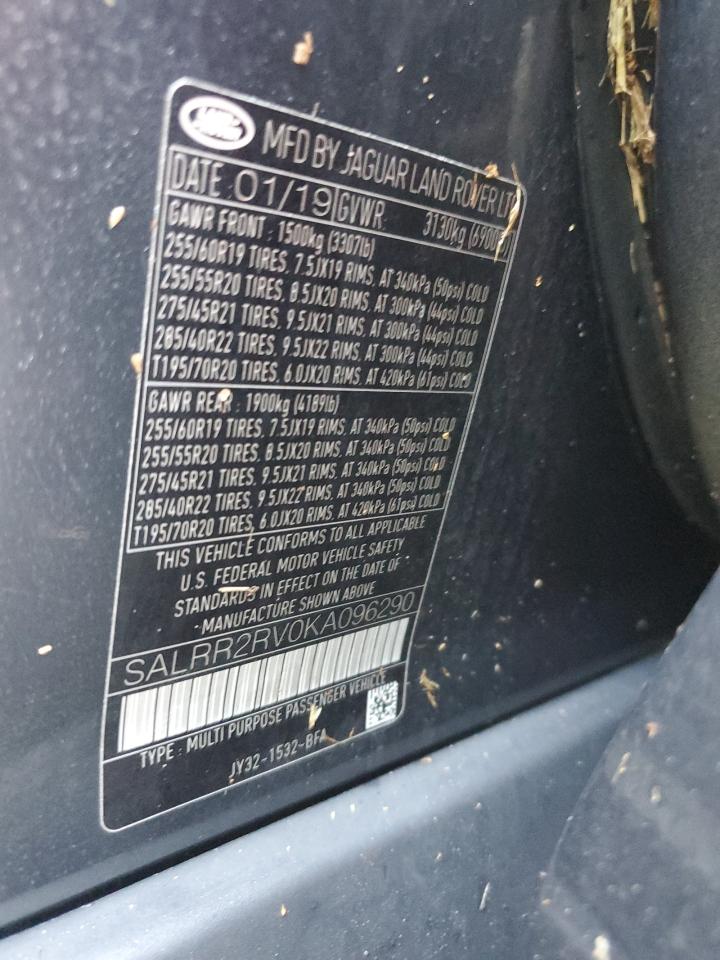 MFD BY JAGUAR LAND ROVER LT
DATE 01/19 GVWR: 3130kg (6900lb)
GAWR FRONT : 1500kg (3307lb)
255/60R19 TIRES, 7.5JX19 RIMS, AT 340kPa (50psi) COLD
255/55R20 TIRES, 8.5JX20 RIMS, AT 300kPa (44psi) COLD
275/45R21 TIRES, 9.5JX21 RIMS, AT 300kPa (44psi) COLD
285/40R22 TIRES, 9.5JX22 RIMS, AT 300kPa (44psi) COLD
T195/70R20 TIRES, 6.0JX20 RIMS, AT 420kPa (61psi) COLD
GAWR REAR : 1900kg (4189lb)
255/60R19 TIRES, 7.5JX19 RIMS, AT 340kPa (50psi) COLD
255/55R20 TIRES, 8.5JX20 RIMS, AT 340kPa (50psi) COLD
275/45R21 TIRES, 9.5JX21 RIMS, AT 340kPa (50psi) COLD
285/40R22 TIRES, 9.5JX22 RIMS, AT 340kPa (50psi) COLD
T195/70R20 TIRES, 6.0JX20 RIMS, AT 420kPa (61psi) COLD
THIS VEHICLE CONFORMS TO ALL APPLICABLE
U.S. FEDERAL MOTOR VEHICLE SAFETY
STANDARDS IN EFFECT ON THE DATE OF
MANUFACTURE SHOWN ABOVE
SALRR2RV0KA096290
TYPE : MULTI PURPOSE PASSENGER VEHICLE
JY32-1532-BFA